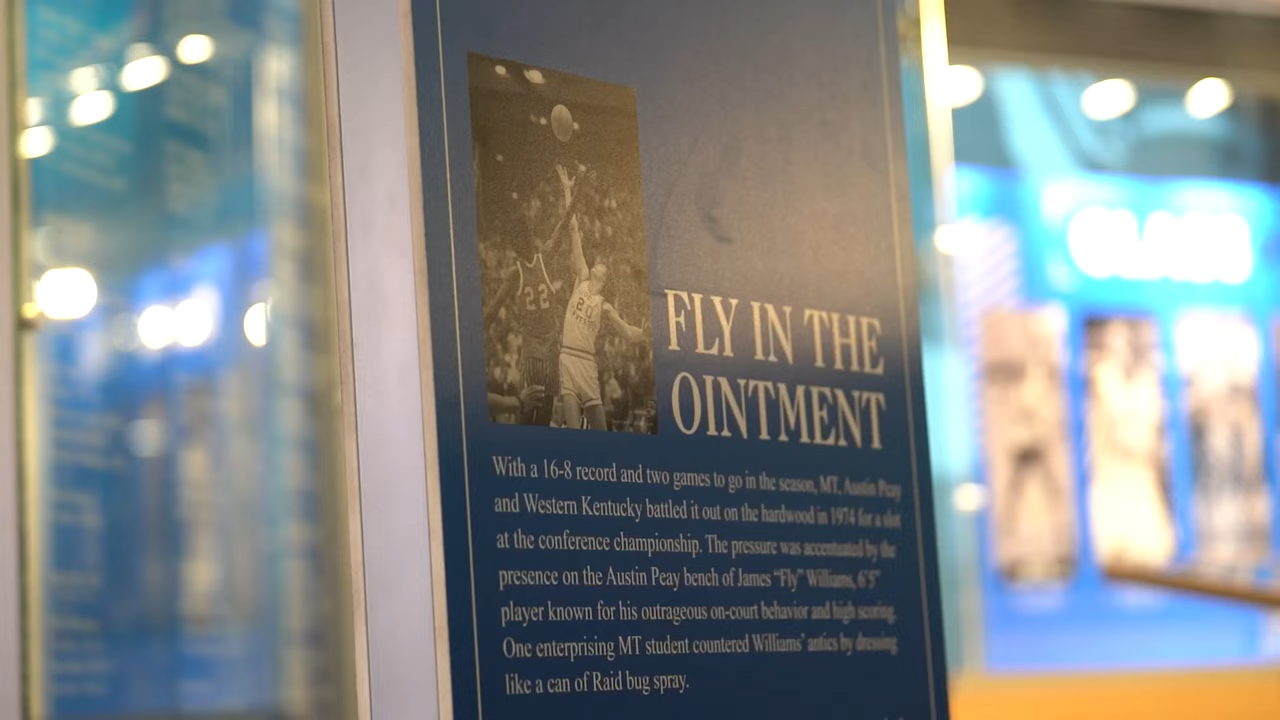 22
20
FLY IN THE
OINTMENT
With a 16-8 record and two games to go in the season, MT, Austin Peay
and Western Kentucky battled it out on the hardwood in 1974 for a slot
at the conference championship. The pressure was accentuated by the
presence on the Austin Peay bench of James “Fly” Williams, 6'5"
player known for his outrageous on-court behavior and high scoring.
One enterprising MT student countered Williams' antics by dressing
like a can of Raid bug spray.